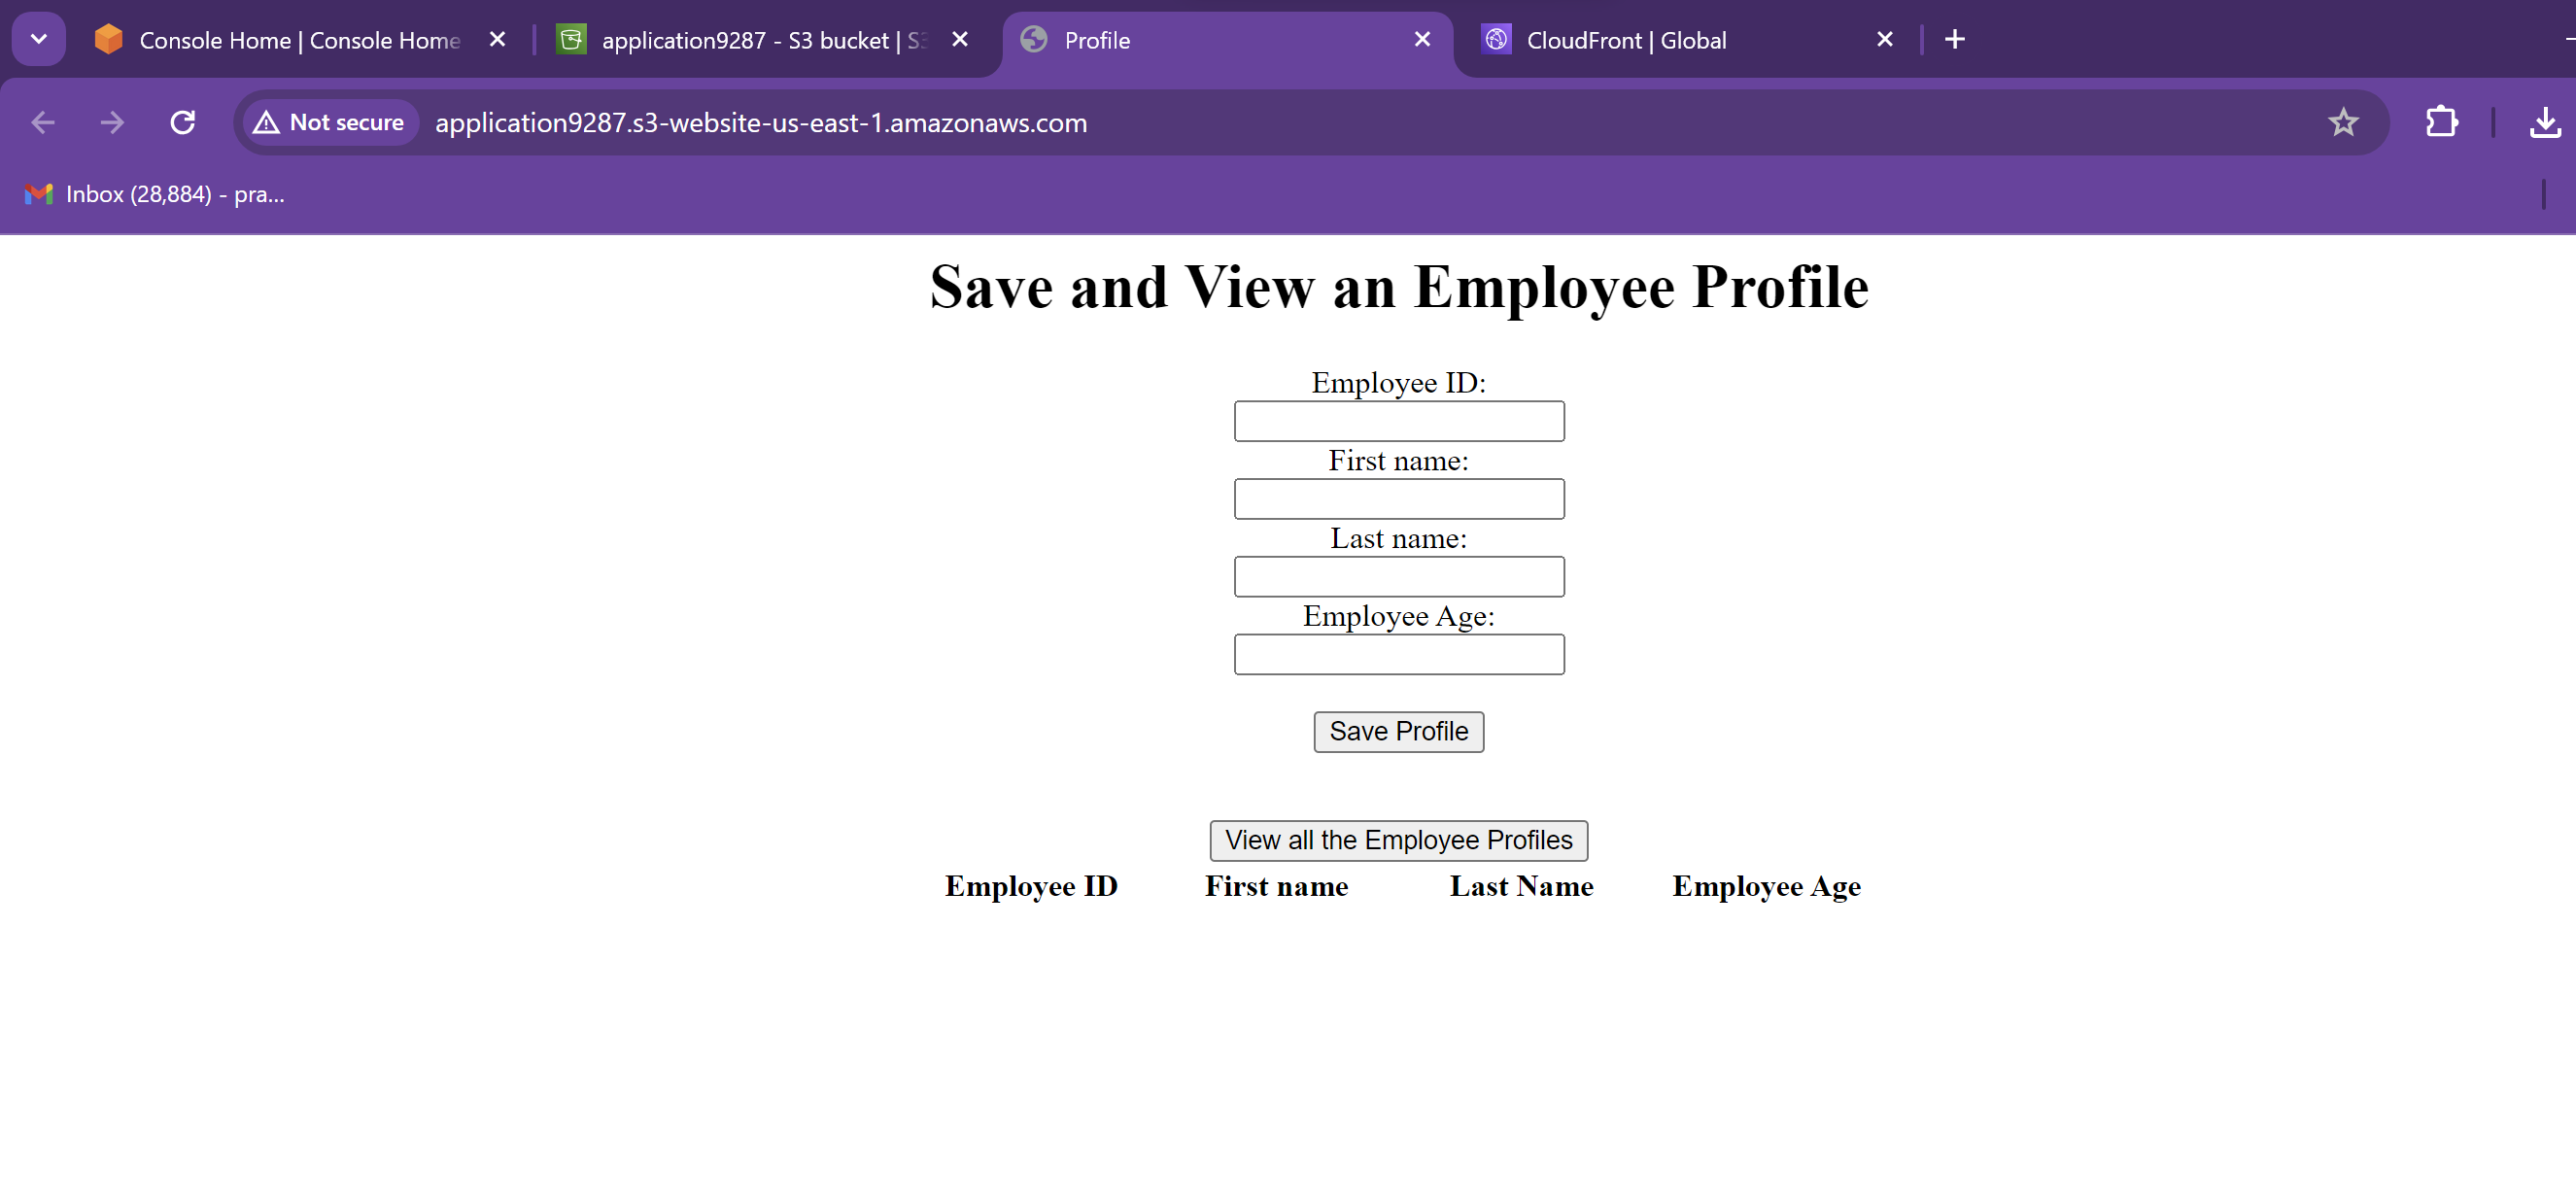 Console Home | Console Home
application9287 - S3 bucket | S3
Profile
CloudFront | Global
Not secure
application9287.s3-website-us-east-1.amazonaws.com
Inbox (28,884) - pra...
Save and View an Employee Profile
Employee ID:
First name:
Last name:
Employee Age:
Save Profile
View all the Employee Profiles
Employee ID First name Last Name Employee Age